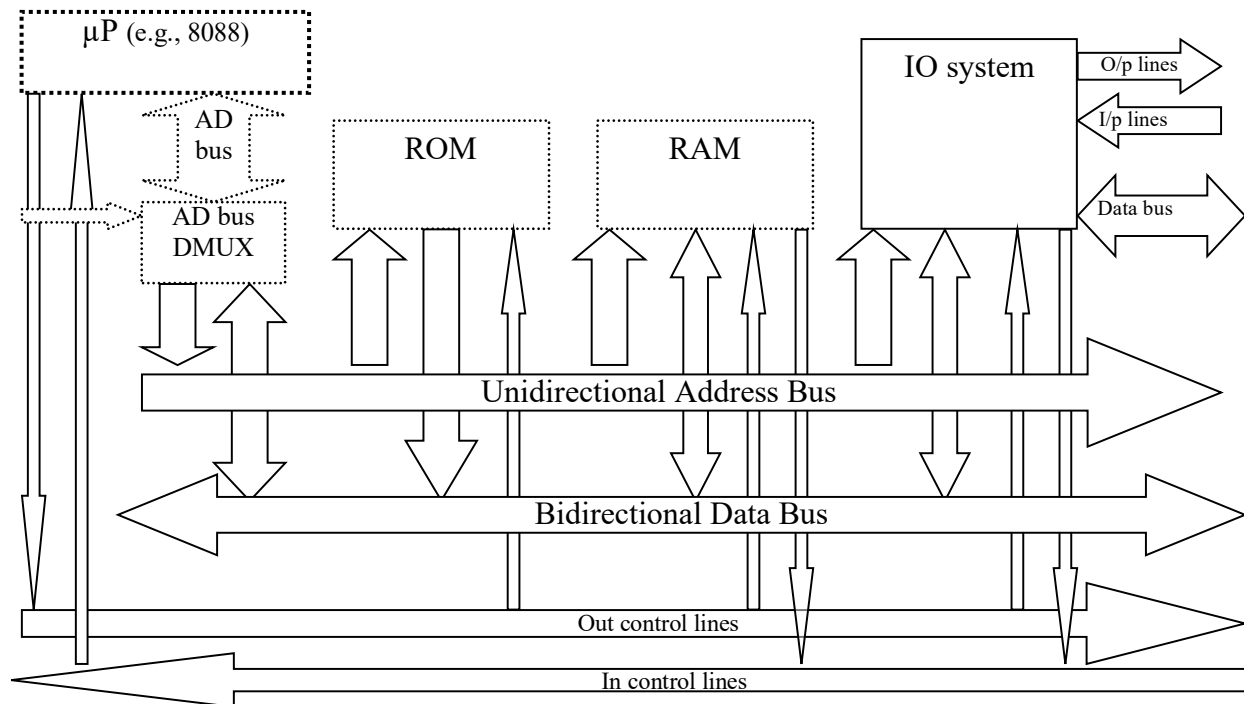 µP (e.g., 8088)
IO system
O/p lines
I/p lines
Data bus
AD
bus
ROM
RAM
AD bus
DMUX
Unidirectional Address Bus
Bidirectional Data Bus
Out control lines
In control lines